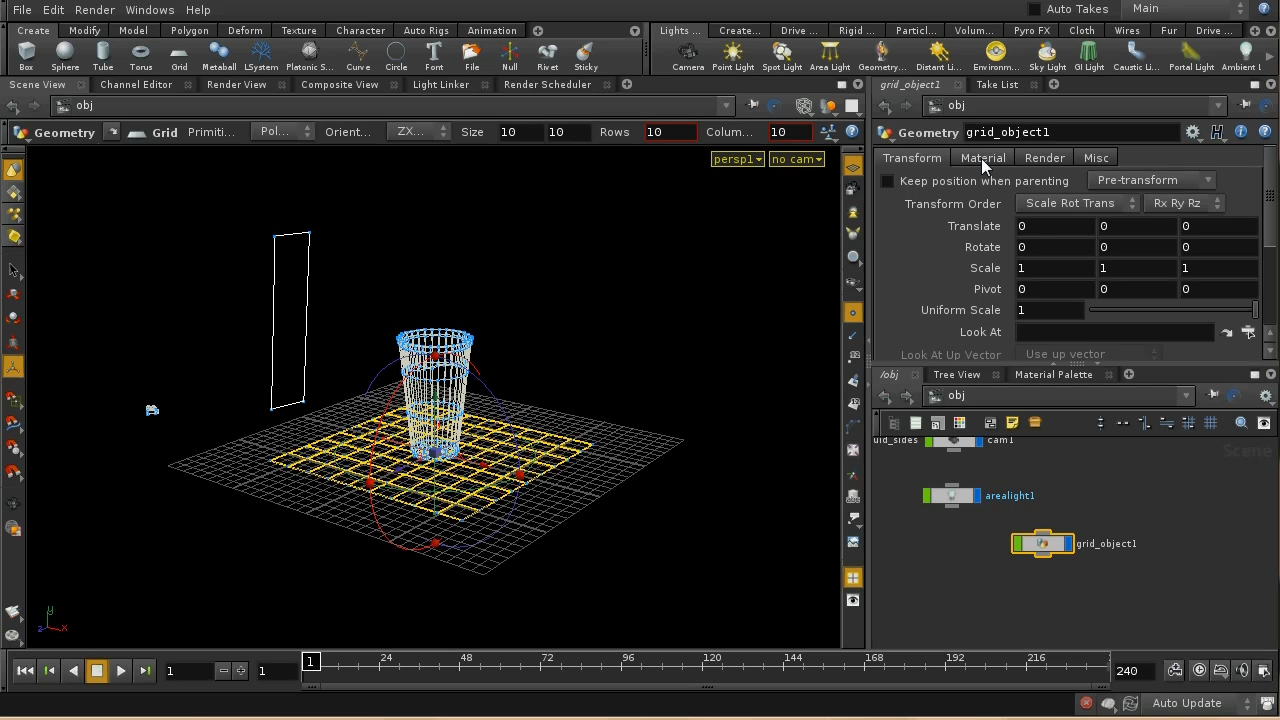 File Edit Render Windows Help Auto Takes Main
Create Modify Model Polygon Deform Texture Character Auto Rigs Animation Lights ... Create... Drive ... Rigid ... Particl... Volum... Pyro FX Cloth Wires Fur Drive ...
Box Sphere Tube Torus Grid Metaball LSystem Platonic S... Curve Circle Font File Null Rivet Sticky Camera Point Light Spot Light Area Light Geometry... Distant Li... Environm... Sky Light GI Light Caustic Li... Portal Light Ambient L
Scene View Channel Editor Render View Composite View Light Linker Render Scheduler grid_object1 Take List
obj obj
Geometry Grid Primiti... Pol... Orient... ZX... Size 10 10 Rows 10 Colum... 10 Geometry grid_object1
persp1 no cam Transform Material Render Misc
Keep position when parenting Pre-transform
Transform Order Scale Rot Trans Rx Ry Rz
Translate 0 0 0
Rotate 0 0 0
Scale 1 1 1
Pivot 0 0 0
Uniform Scale 1
Look At
Look At Up Vector Use up vector
/obj Tree View Material Palette
obj
uid_sides cam1
Scene
arealight1
grid_object1
y
z x
1 1 1 24 48 72 96 120 144 168 192 216 240
Auto Update